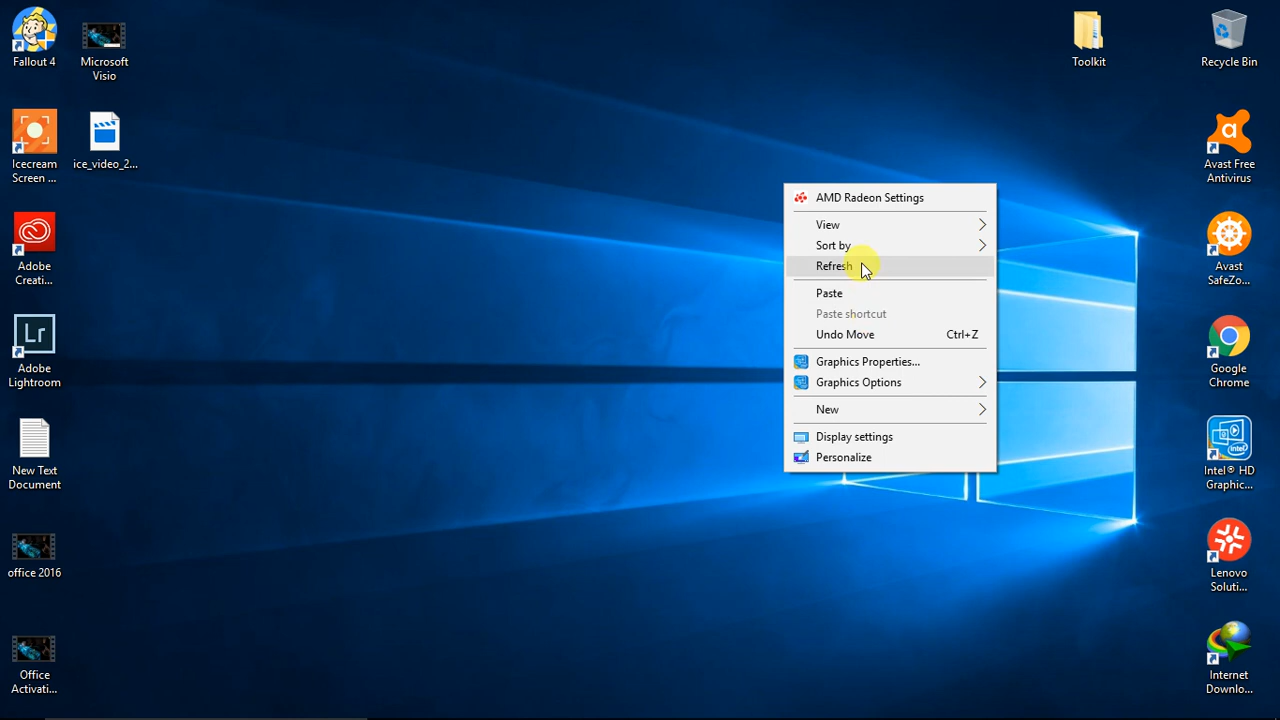 Fallout 4
Microsoft
Visio
Icecream
Screen ...
ice_video_2...
Adobe
Creati...
Lr
Adobe
Lightroom
New Text
Document
office 2016
Office
Activati...
AMD Radeon Settings
View
Sort by
Refresh
Paste
Paste shortcut
Undo Move Ctrl+Z
Graphics Properties...
Graphics Options
New
Display settings
Personalize
Toolkit
Recycle Bin
a
Avast Free
Antivirus
Avast
SafeZo...
Google
Chrome
intel
Intel® HD
Graphic...
Lenovo
Soluti...
Internet
Downlo...